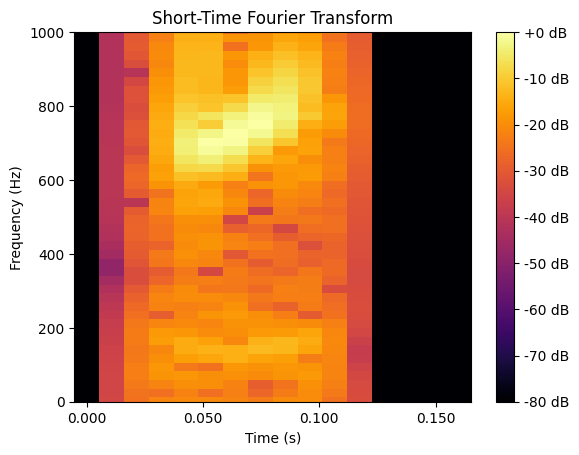 Short-Time Fourier Transform
1000
800
600
400
200
0
Frequency (Hz)
0.000
0.050
0.100
0.150
Time (s)
+0 dB
-10 dB
-20 dB
-30 dB
-40 dB
-50 dB
-60 dB
-70 dB
-80 dB